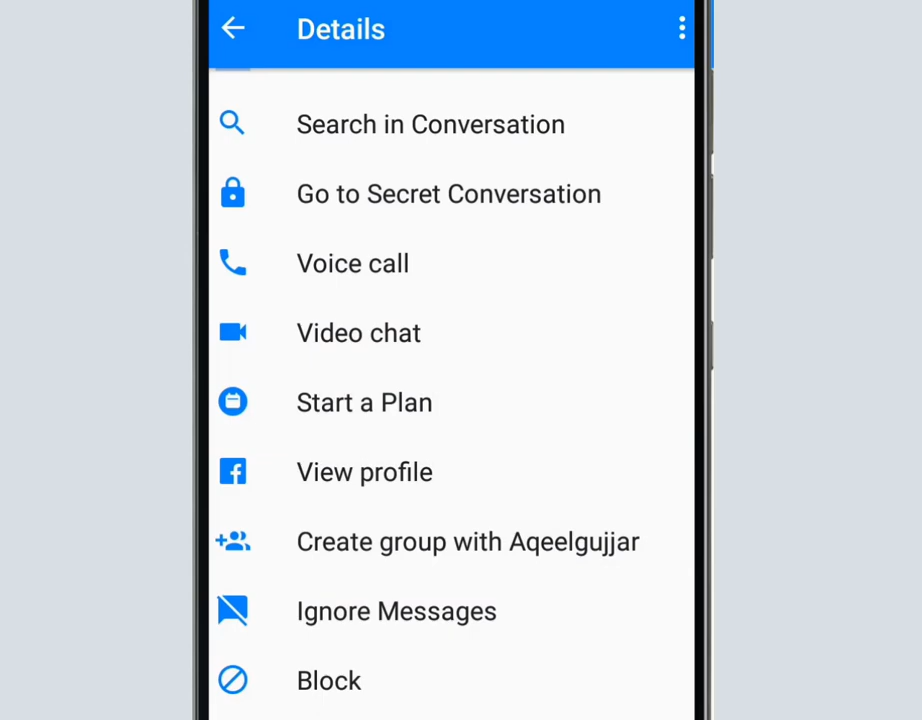 Details
Search in Conversation
Go to Secret Conversation
Voice call
Video chat
Start a Plan
View profile
Create group with Aqeelgujjar
Ignore Messages
Block